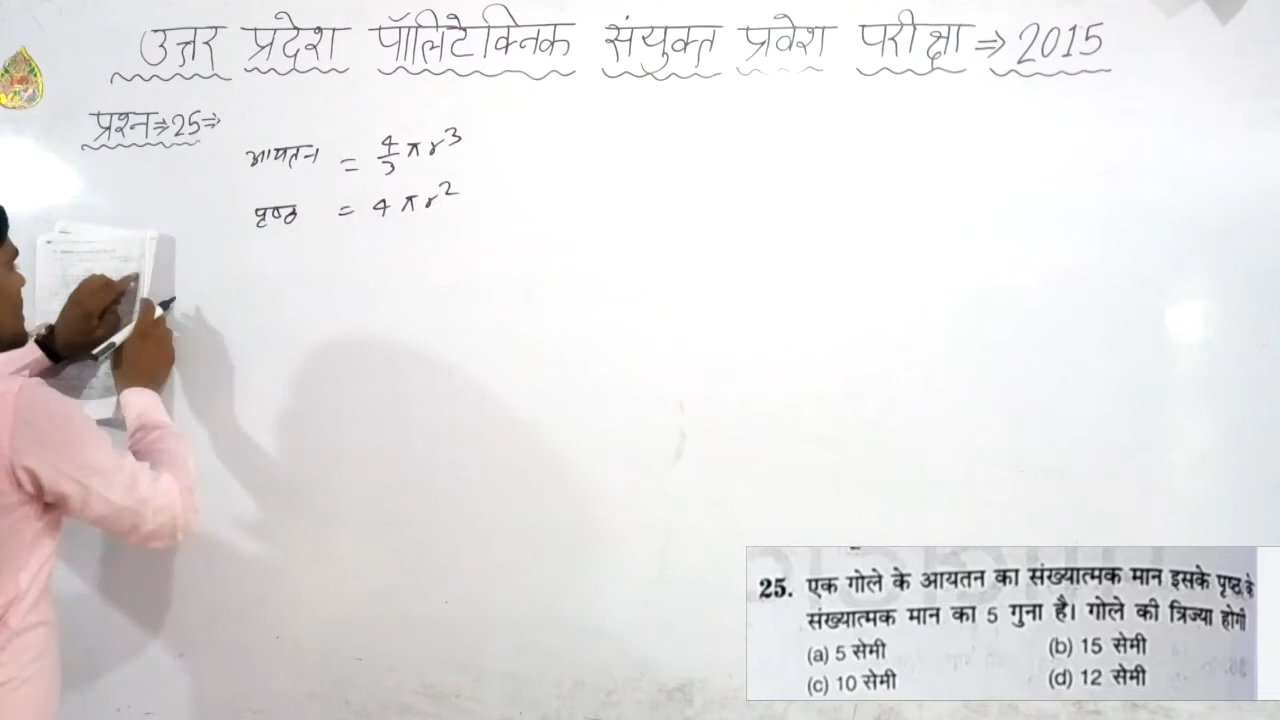 उत्तर प्रदेश पॉलिटेक्निक संयुक्त प्रवेश परीक्षा ⇒ 2015
प्रश्न⇒25⇒
आयतन = 4/3 π r³
पृष्ठ = 4 π r²
25. एक गोले के आयतन का संख्यात्मक मान इसके पृष्ठ के
संख्यात्मक मान का 5 गुना है। गोले की त्रिज्या होगी
(a) 5 सेमी (b) 15 सेमी
(c) 10 सेमी (d) 12 सेमी